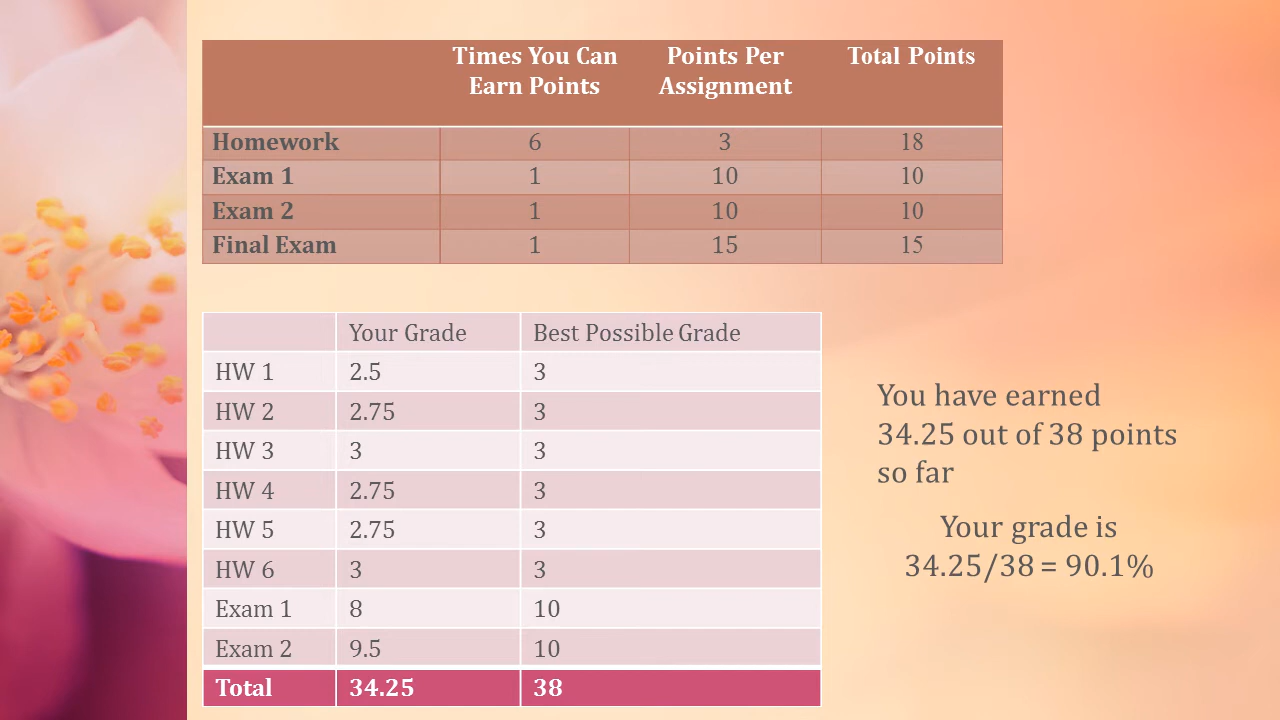 Times You Can Earn Points Points Per Assignment Total Points
Homework 6 3 18
Exam 1 1 10 10
Exam 2 1 10 10
Final Exam 1 15 15
Your Grade Best Possible Grade
HW 1 2.5 3
HW 2 2.75 3
HW 3 3 3
HW 4 2.75 3
HW 5 2.75 3
HW 6 3 3
Exam 1 8 10
Exam 2 9.5 10
Total 34.25 38
You have earned
34.25 out of 38 points
so far
Your grade is
34.25/38 = 90.1%